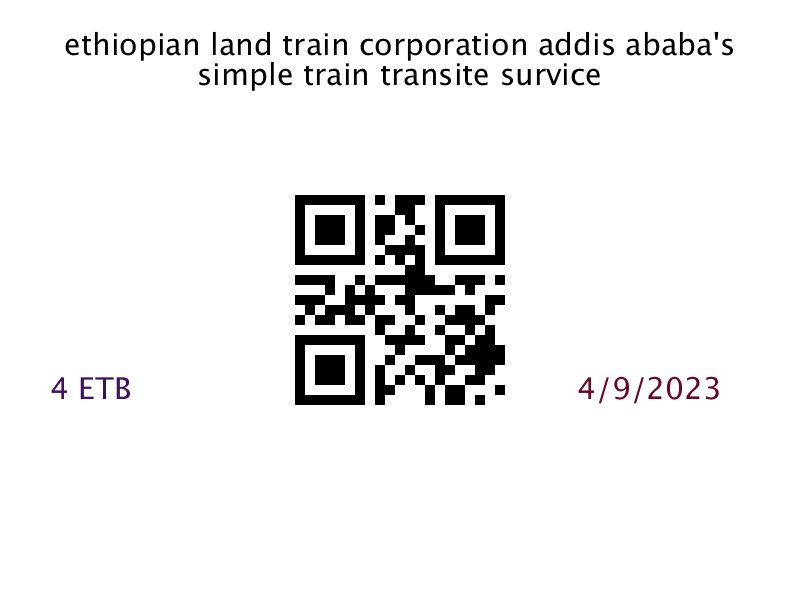 ethiopian land train corporation addis ababa's
simple train transite survice
4 ETB
4/9/2023